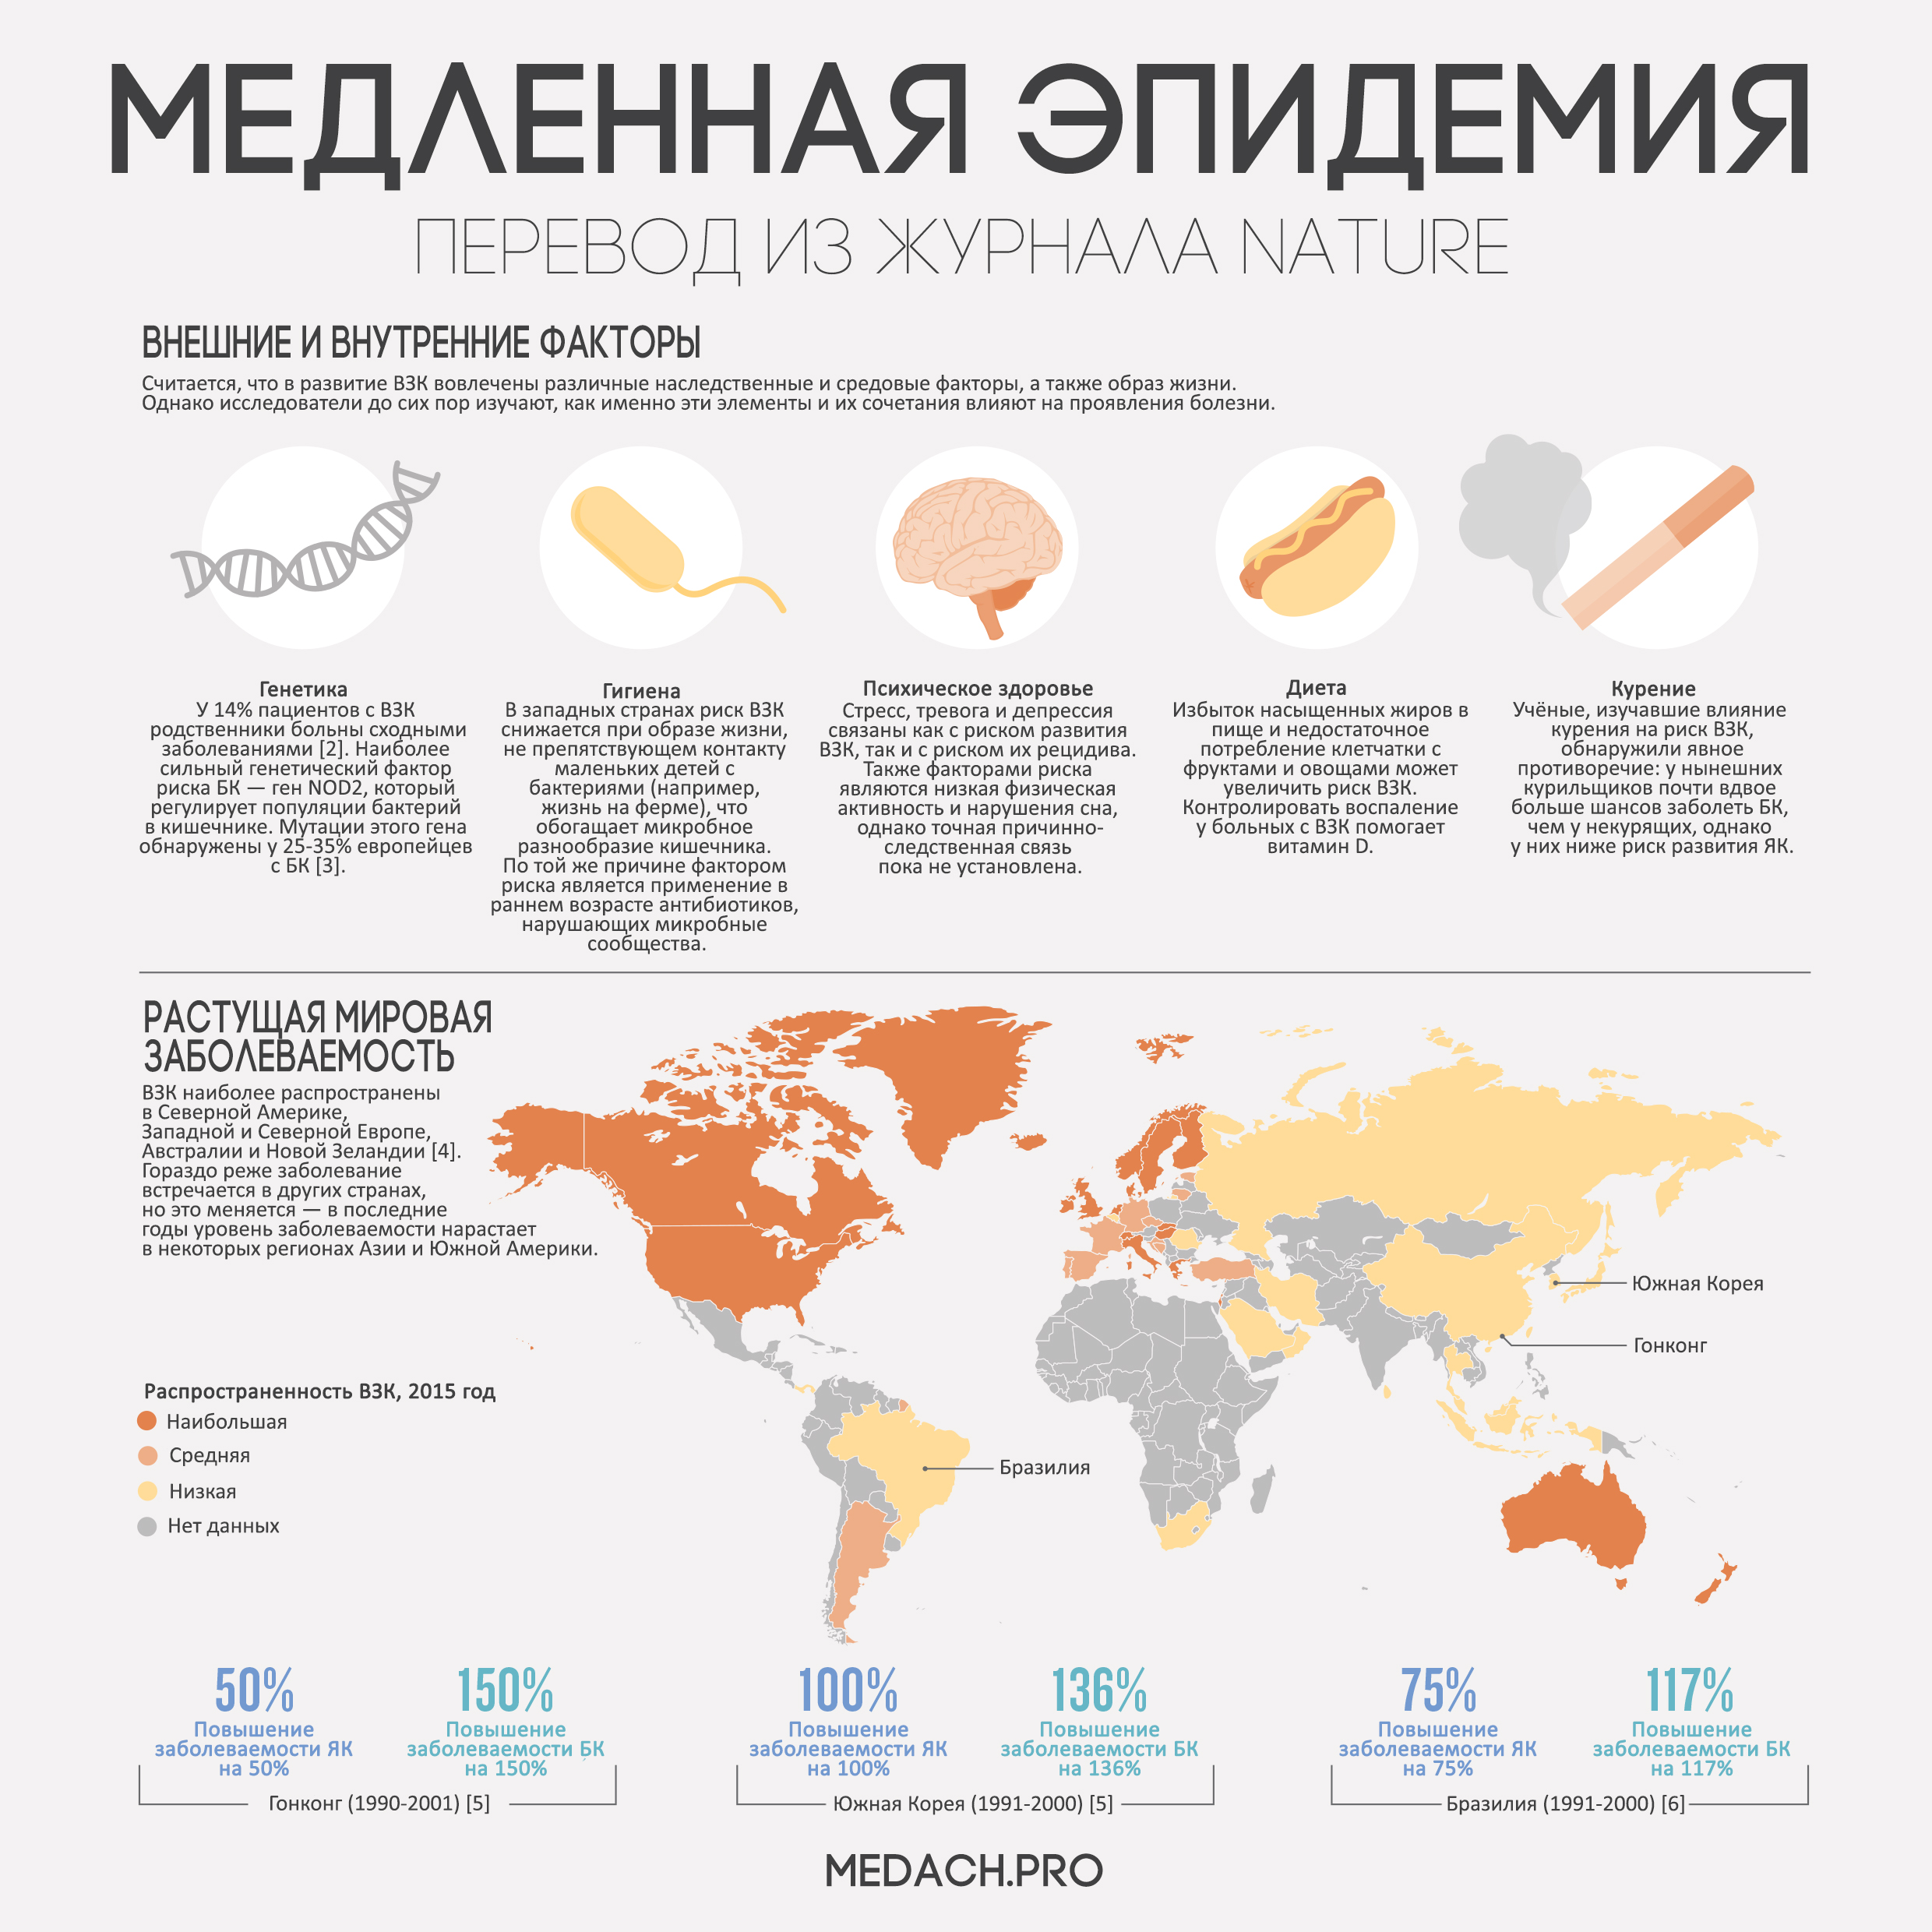 МЕДЛЕННАЯ ЭПИДЕМИЯ
ПЕРЕВОД ИЗ ЖУРНАЛА NATURE
ВНЕШНИЕ И ВНУТРЕННИЕ ФАКТОРЫ
Считается, что в развитие ВЗК вовлечены различные наследственные и средовые факторы, а также образ жизни.
Однако исследователи до сих пор изучают, как именно эти элементы и их сочетания влияют на проявления болезни.
Генетика
У 14% пациентов с ВЗК
родственники больны сходными
заболеваниями [2]. Наиболее
сильный генетический фактор
риска БК — ген NOD2, который
регулирует популяции бактерий
в кишечнике. Мутации этого гена
обнаружены у 25-35% европейцев
с БК [3].
Гигиена
В западных странах риск ВЗК
снижается при образе жизни,
не препятствующем контакту
маленьких детей с
бактериями (например,
жизнь на ферме), что
обогащает микробное
разнообразие кишечника.
По той же причине фактором
риска является применение в
раннем возрасте антибиотиков,
нарушающих микробные
сообщества.
Психическое здоровье
Стресс, тревога и депрессия
связаны как с риском развития
ВЗК, так и с риском их рецидива.
Также факторами риска
являются низкая физическая
активность и нарушения сна,
однако точная причинно-
следственная связь
пока не установлена.
Диета
Избыток насыщенных жиров в
пище и недостаточное
потребление клетчатки с
фруктами и овощами может
увеличить риск ВЗК.
Контролировать воспаление
у больных с ВЗК помогает
витамин D.
Курение
Учёные, изучавшие влияние
курения на риск ВЗК,
обнаружили явное
противоречие: у нынешних
курильщиков почти вдвое
больше шансов заболеть БК,
чем у некурящих, однако
у них ниже риск развития ЯК.
РАСТУЩАЯ МИРОВАЯ
ЗАБОЛЕВАЕМОСТЬ
ВЗК наиболее распространены
в Северной Америке,
Западной и Северной Европе,
Австралии и Новой Зеландии [4].
Гораздо реже заболевание
встречается в других странах,
но это меняется — в последние
годы уровень заболеваемости нарастает
в некоторых регионах Азии и Южной Америки.
Южная Корея
Гонконг
Бразилия
Распространенность ВЗК, 2015 год
Наибольшая
Средняя
Низкая
Нет данных
50%
Повышение
заболеваемости ЯК
на 50%
150%
Повышение
заболеваемости БК
на 150%
Гонконг (1990-2001) [5]
100%
Повышение
заболеваемости ЯК
на 100%
136%
Повышение
заболеваемости БК
на 136%
Южная Корея (1991-2000) [5]
75%
Повышение
заболеваемости ЯК
на 75%
117%
Повышение
заболеваемости БК
на 117%
Бразилия (1991-2000) [6]
MEDACH.PRO